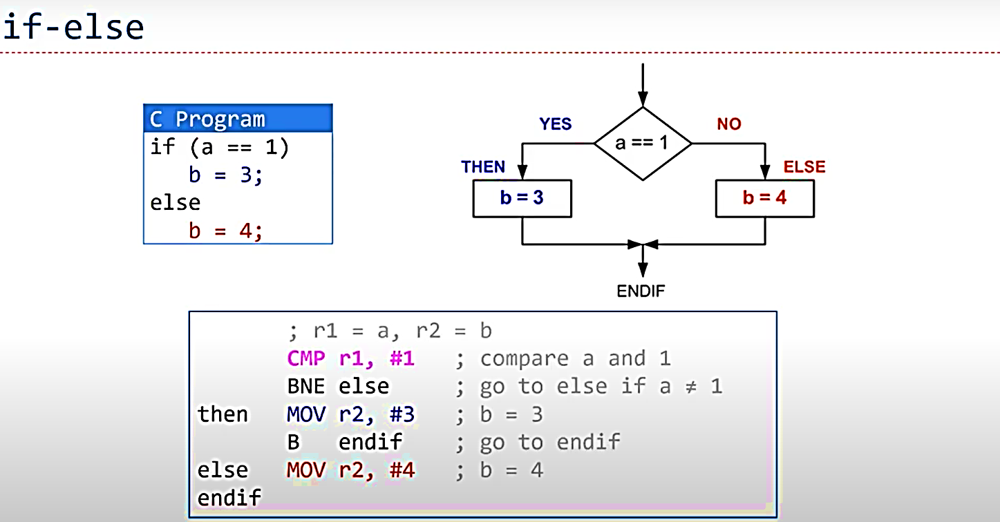 if-else
C Program
if (a == 1)
b = 3;
else
b = 4;
YES
NO
a == 1
THEN
ELSE
b = 3
b = 4
ENDIF
; r1 = a, r2 = b
CMP r1, #1 ; compare a and 1
BNE else ; go to else if a ≠ 1
then MOV r2, #3 ; b = 3
B endif ; go to endif
else MOV r2, #4 ; b = 4
endif